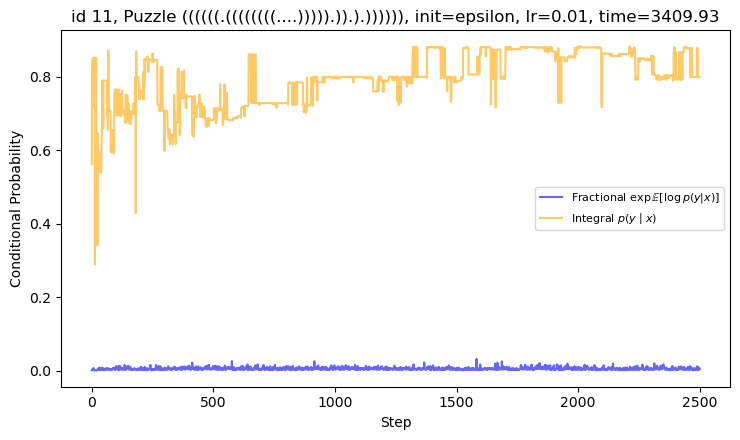 id 11, Puzzle ((((((.((((((((....))))).)).).)))))), init=epsilon, lr=0.01, time=3409.93
Conditional Probability
0.8
0.6
0.4
0.2
0.0
Fractional exp𝔼[log p(y|x)]
Integral p(y | x)
0 500 1000 1500 2000 2500
Step